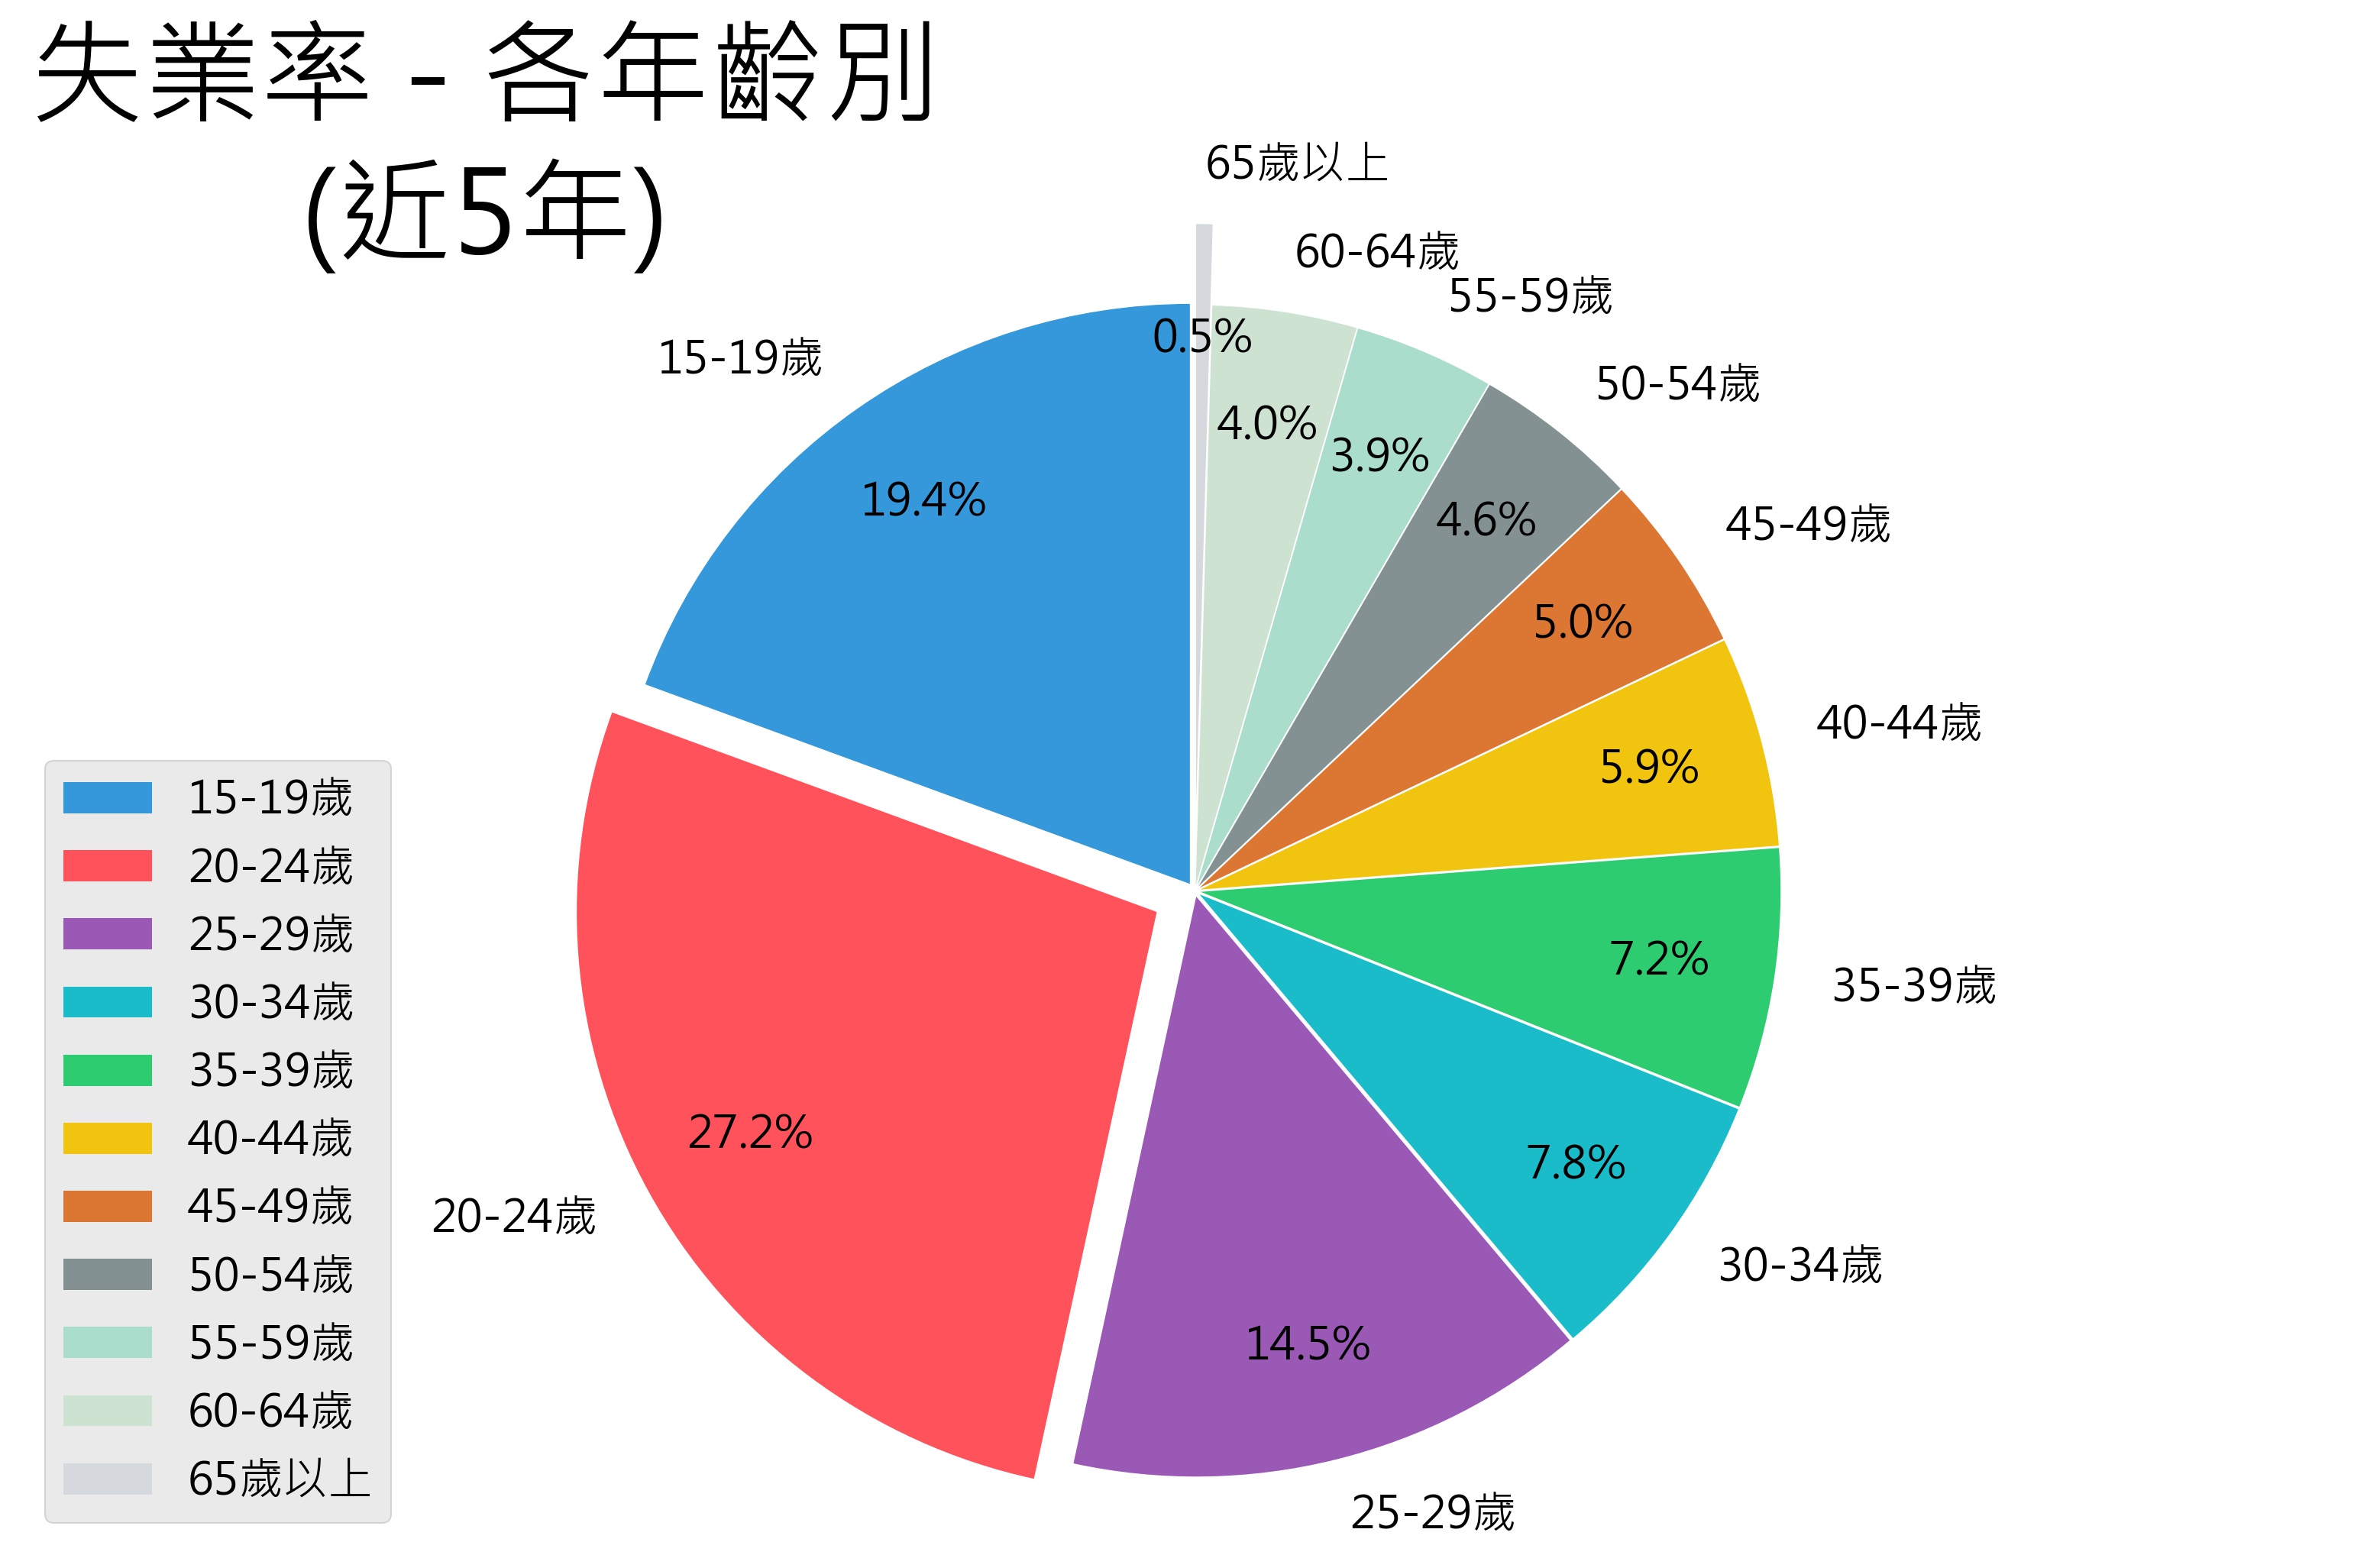 失業率 - 各年齡別
(近5年)
65歲以上
60-64歲
55-59歲
50-54歲
45-49歲
40-44歲
35-39歲
30-34歲
25-29歲
20-24歲
15-19歲
0.5%
4.0%
3.9%
4.6%
5.0%
5.9%
7.2%
7.8%
14.5%
27.2%
19.4%
15-19歲
20-24歲
25-29歲
30-34歲
35-39歲
40-44歲
45-49歲
50-54歲
55-59歲
60-64歲
65歲以上